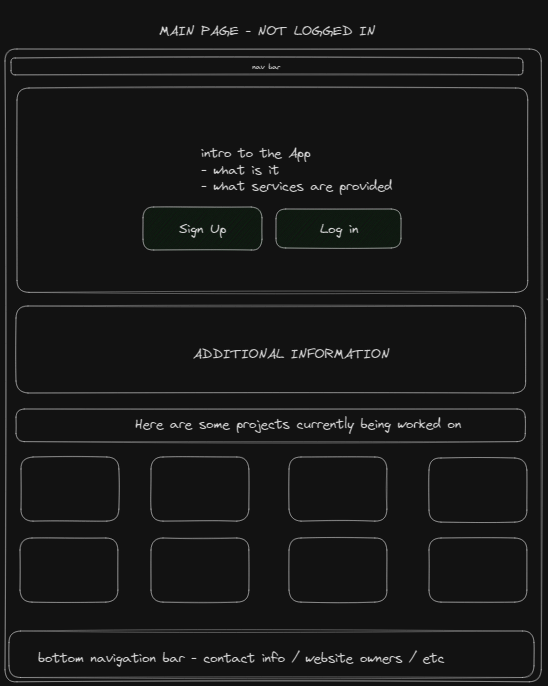 MAIN PAGE - NOT LOGGED IN
nav bar
intro to the App
- what is it
- what services are provided
Sign Up
Log in
ADDITIONAL INFORMATION
Here are some projects currently being worked on
bottom navigation bar - contact info / website owners / etc